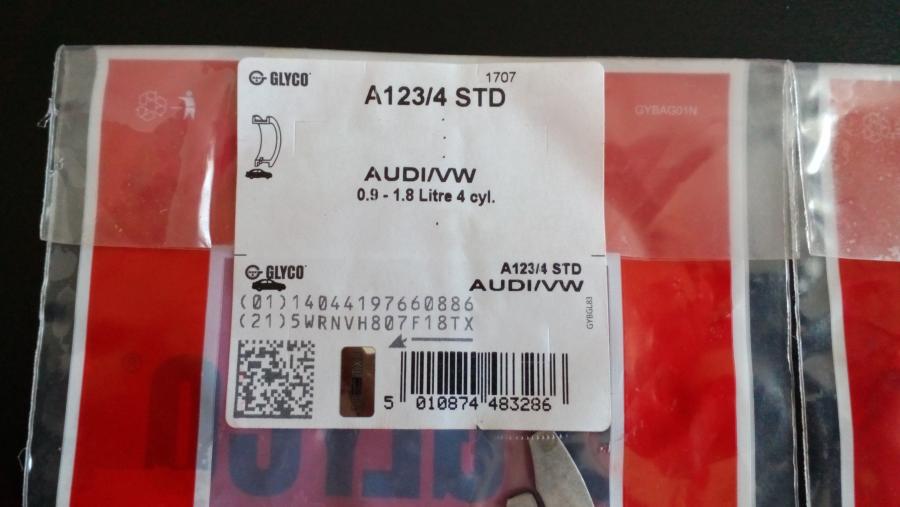 GLYCO
1707
A123/4 STD
GYBAG01N
AUDI/VW
0.9 - 1.8 Litre 4 cyl.
GLYCO
A123/4 STD
AUDI/VW
(01)14044197660886
(21)5WRNVH807F18TX
GYBGL83
5 010874 483286
GLYCO